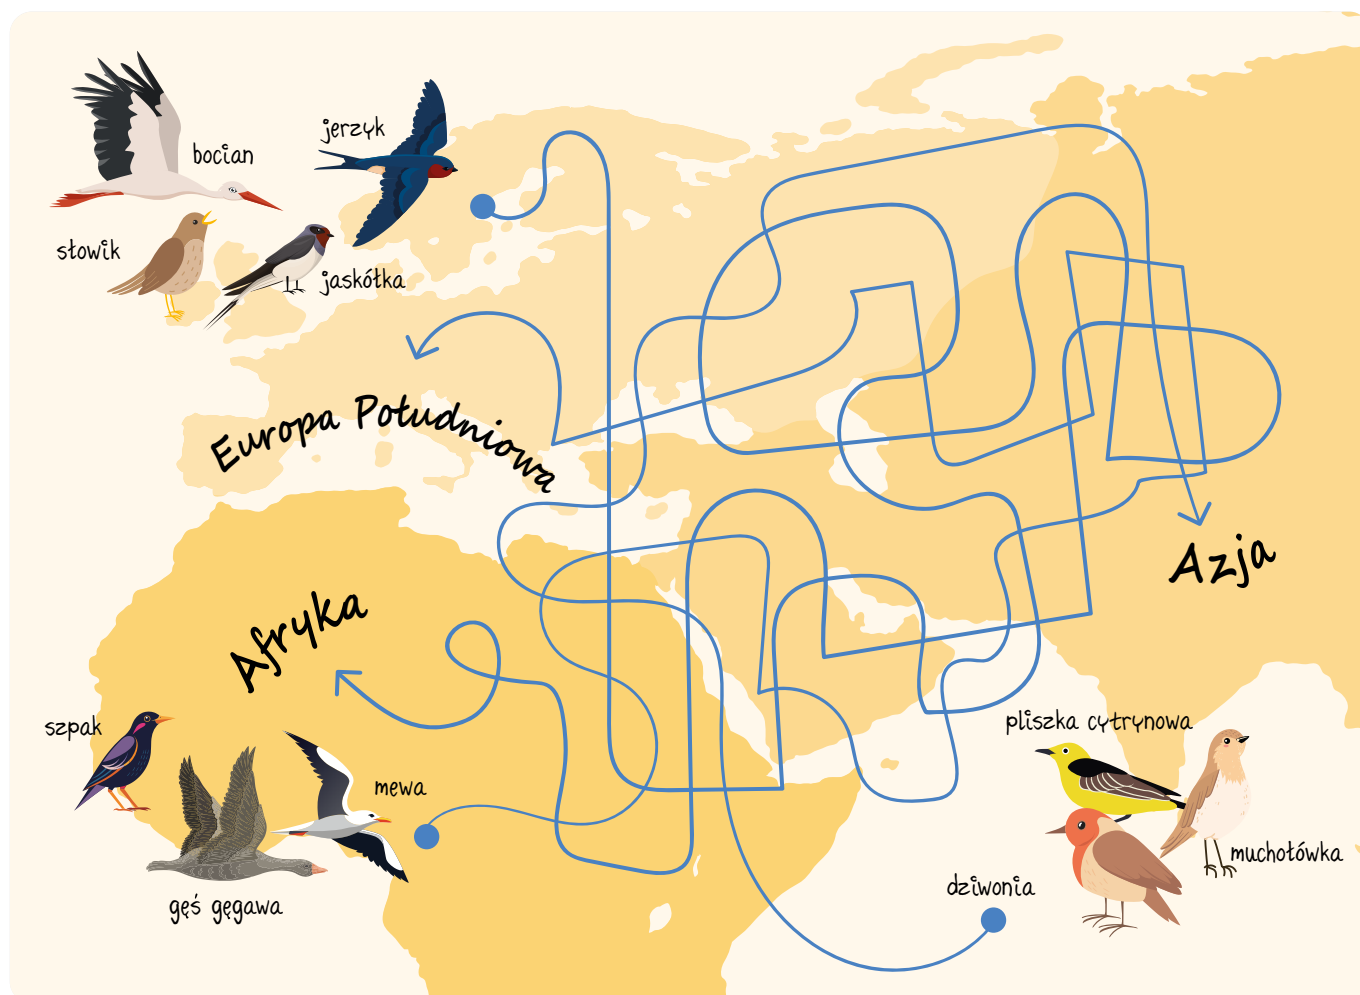 jerzyk
bocian
słowik
jaskółka
Europa Południowa
Azja
Afryka
szpak
pliszka cytrynowa
mewa
muchołówka
dziwonia
gęś gęgawa